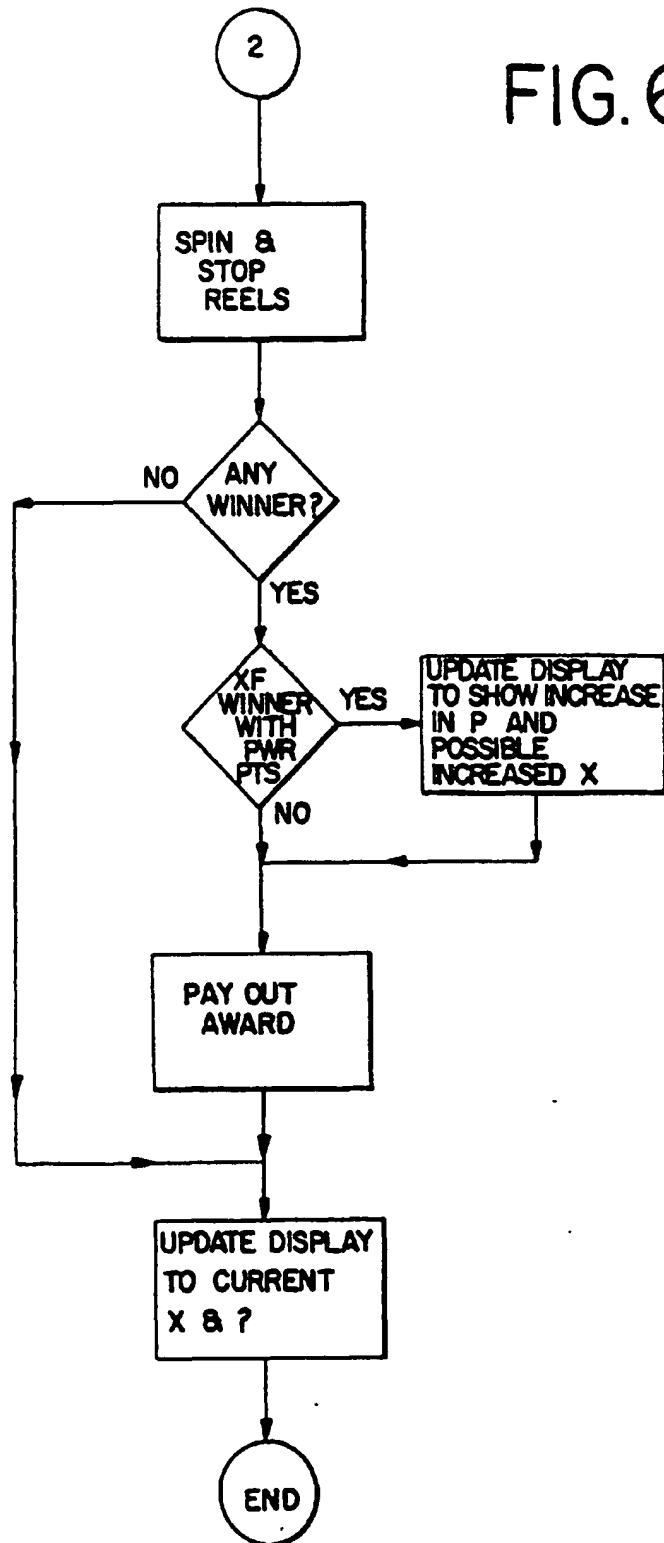 2
FIG. 6
SPIN &
STOP
REELS
NO
ANY
WINNER?
YES
XF
WINNER
WITH
PWR
PTS
YES
UPDATE DISPLAY
TO SHOW INCREASE
IN P AND
POSSIBLE
INCREASED X
NO
PAY OUT
AWARD
UPDATE DISPLAY
TO CURRENT
X & ?
END